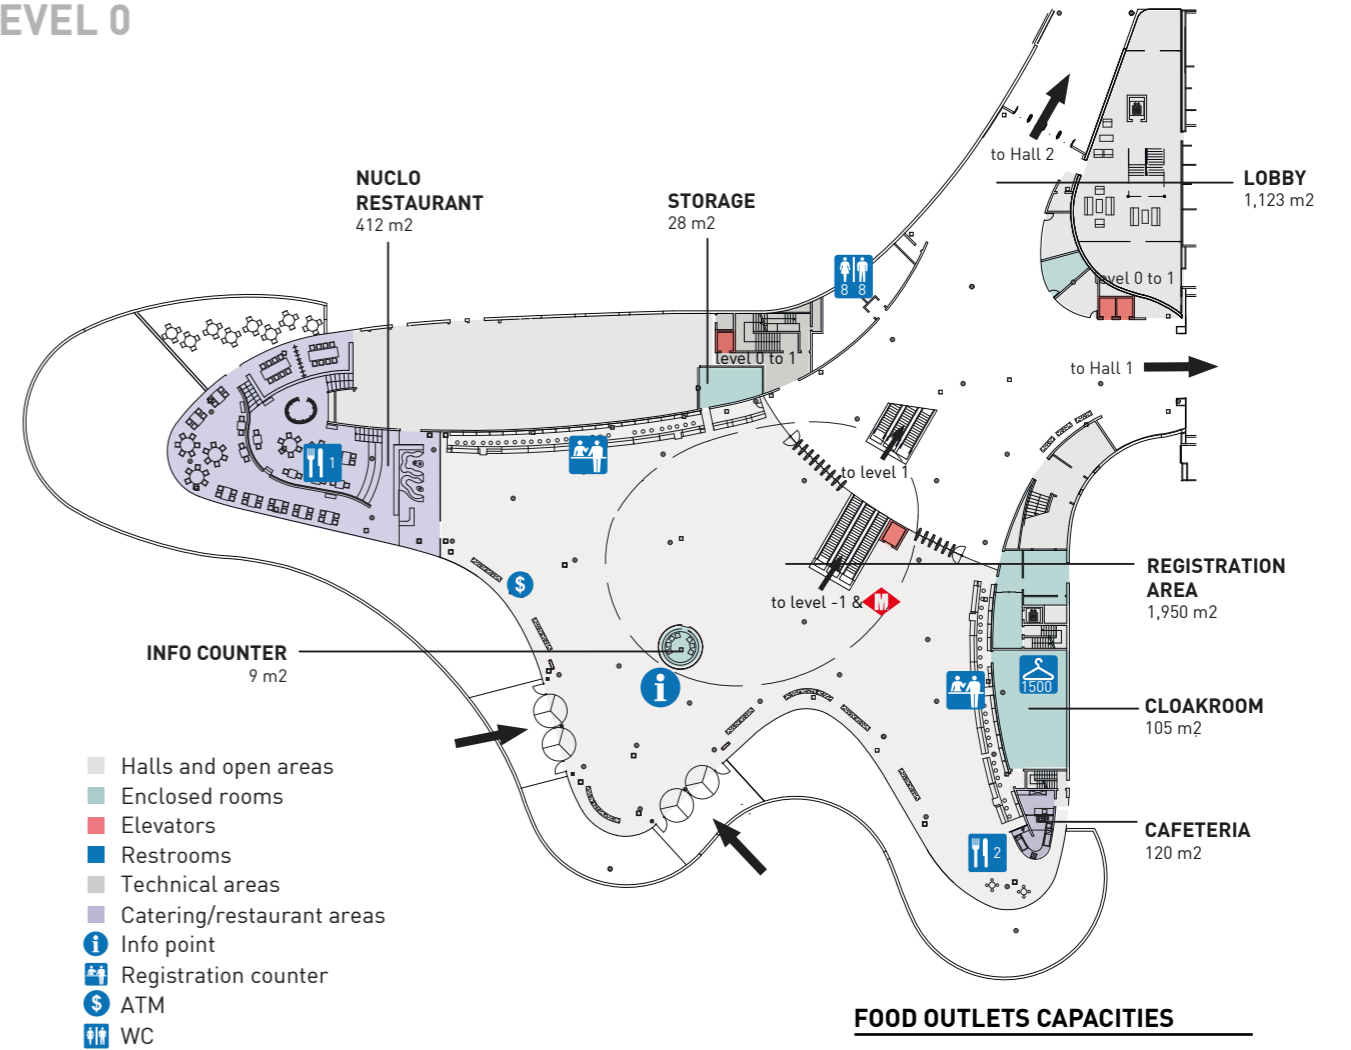 EVEL 0
to Hall 2
NUCLO
RESTAURANT
412 m2
STORAGE
28 m2
LOBBY
1,123 m2
8 8
level 0 to 1
level 0 to 1
to Hall 1
1
to level 1
REGISTRATION
AREA
1,950 m2
$
to level -1 & M
INFO COUNTER
9 m2
i
1500
CLOAKROOM
105 m2
CAFETERIA
120 m2
2
Halls and open areas
Enclosed rooms
Elevators
Restrooms
Technical areas
Catering/restaurant areas
i Info point
Registration counter
$ ATM
WC
FOOD OUTLETS CAPACITIES